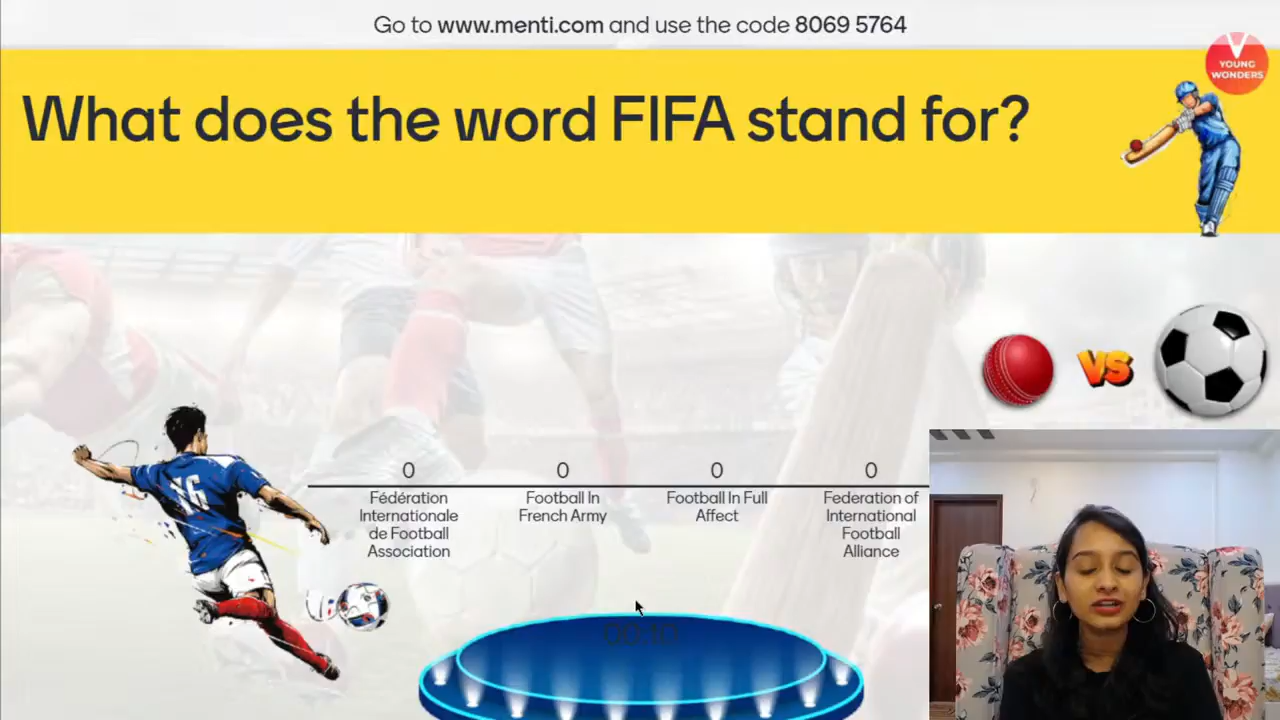 Go to www.menti.com and use the code 8069 5764
YOUNG
WONDERS
What does the word FIFA stand for?
VS
16
0
0
0
0
Fédération
Internationale
de Football
Association
Football In
French Army
Football In Full
Affect
Federation of
International
Football
Alliance
00:10